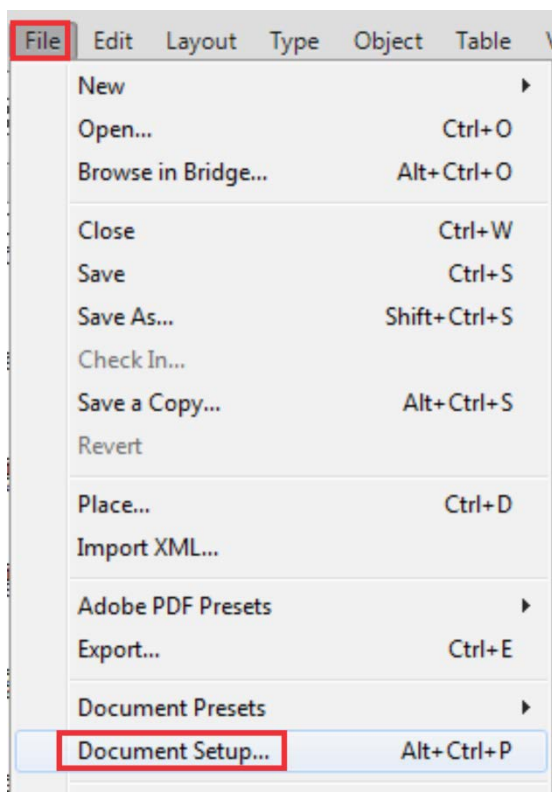 File Edit Layout Type Object Table
New
Open... Ctrl+O
Browse in Bridge... Alt+Ctrl+O
Close Ctrl+W
Save Ctrl+S
Save As... Shift+Ctrl+S
Check In...
Save a Copy... Alt+Ctrl+S
Revert
Place... Ctrl+D
Import XML...
Adobe PDF Presets
Export... Ctrl+E
Document Presets
Document Setup... Alt+Ctrl+P